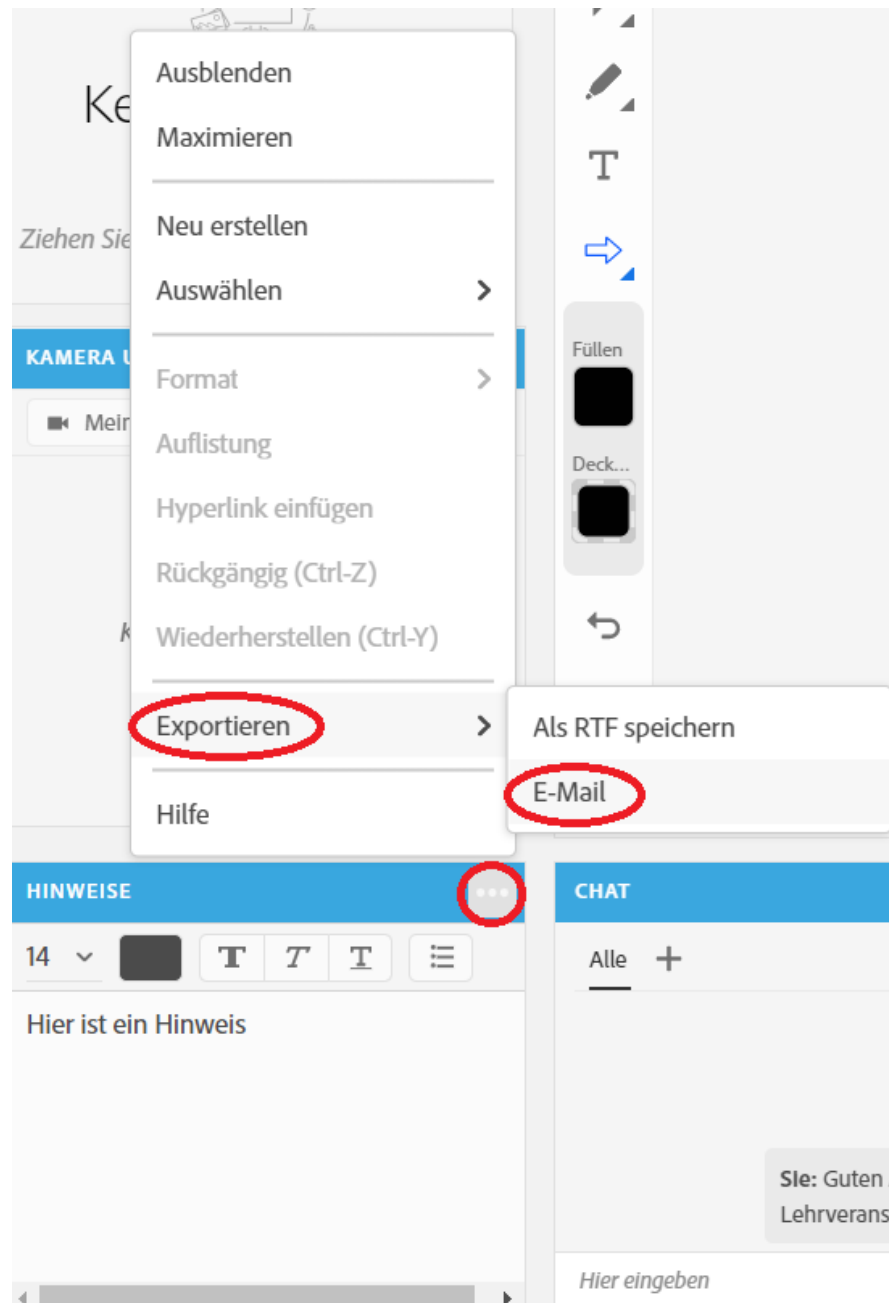 Ausblenden
Ke
Maximieren
Neu erstellen
Ziehen Sie
Auswählen
KAMERA U
Format
Füllen
Mein
Auflistung
Deck...
Hyperlink einfügen
Rückgängig (Ctrl-Z)
K
Wiederherstellen (Ctrl-Y)
Exportieren
Als RTF speichern
E-Mail
Hilfe
HINWEISE
CHAT
14
T T T
Alle +
Hier ist ein Hinweis
Sie: Guten
Lehrverans
Hier eingeben